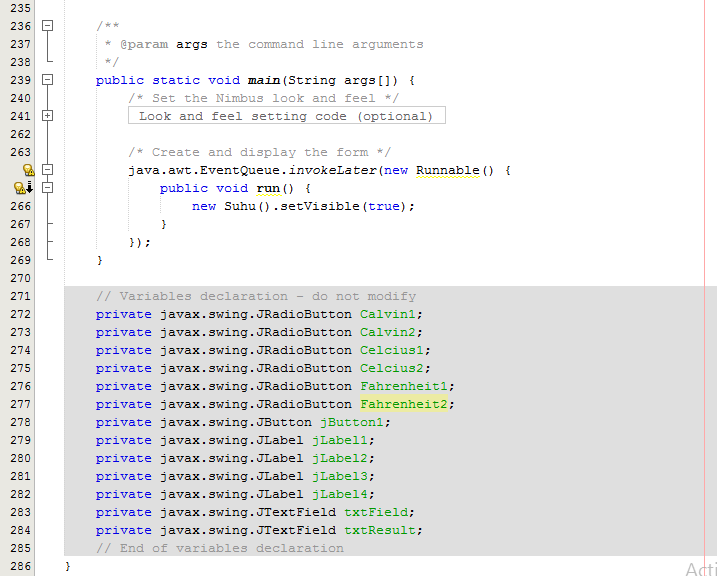 235
236 /**
237 * @param args the command line arguments
238 */
239 public static void main(String args[]) {
240 /* Set the Nimbus look and feel */
241 Look and feel setting code (optional)
262
263 /* Create and display the form */
java.awt.EventQueue.invokeLater(new Runnable() {
public void run() {
266 new Suhu().setVisible(true);
267 }
268 });
269 }
270
271 // Variables declaration - do not modify
272 private javax.swing.JRadioButton Calvin1;
273 private javax.swing.JRadioButton Calvin2;
274 private javax.swing.JRadioButton Celcius1;
275 private javax.swing.JRadioButton Celcius2;
276 private javax.swing.JRadioButton Fahrenheit1;
277 private javax.swing.JRadioButton Fahrenheit2;
278 private javax.swing.JButton jButton1;
279 private javax.swing.JLabel jLabel1;
280 private javax.swing.JLabel jLabel2;
281 private javax.swing.JLabel jLabel3;
282 private javax.swing.JLabel jLabel4;
283 private javax.swing.JTextField txtField;
284 private javax.swing.JTextField txtResult;
285 // End of variables declaration
286 }